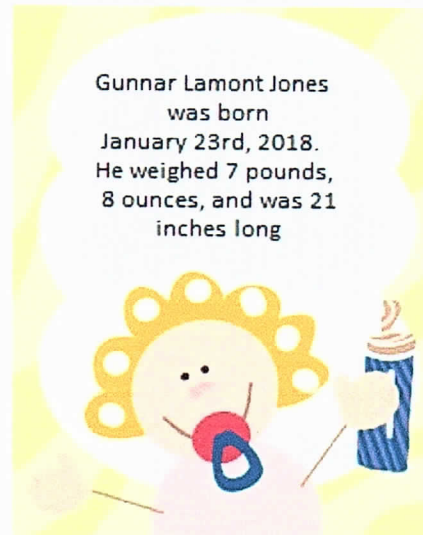 Gunnar Lamont Jones
was born
January 23rd, 2018.
He weighed 7 pounds,
8 ounces, and was 21
inches long